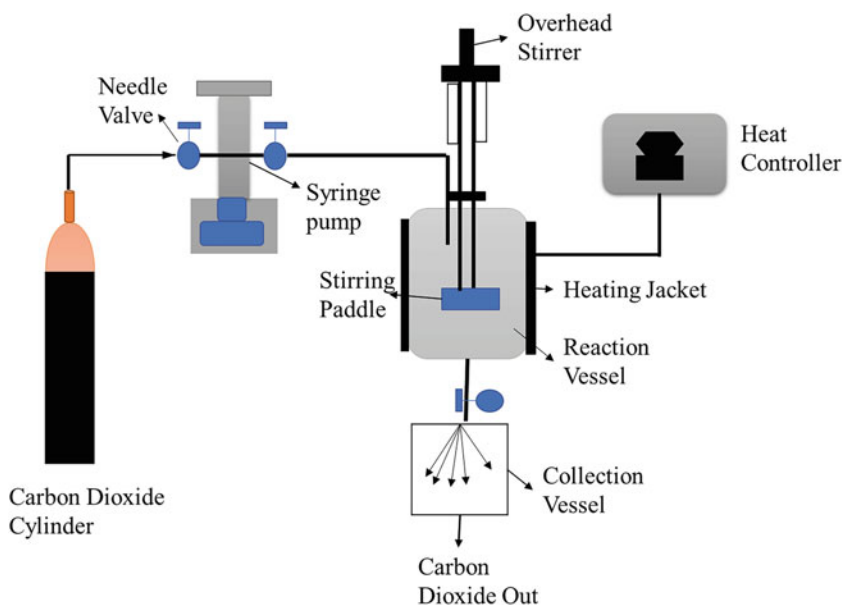 Overhead
Stirrer
Needle
Valve
Heat
Controller
Syringe
pump
Stirring
Paddle
Heating Jacket
Reaction
Vessel
Collection
Vessel
Carbon Dioxide
Cylinder
Carbon
Dioxide Out